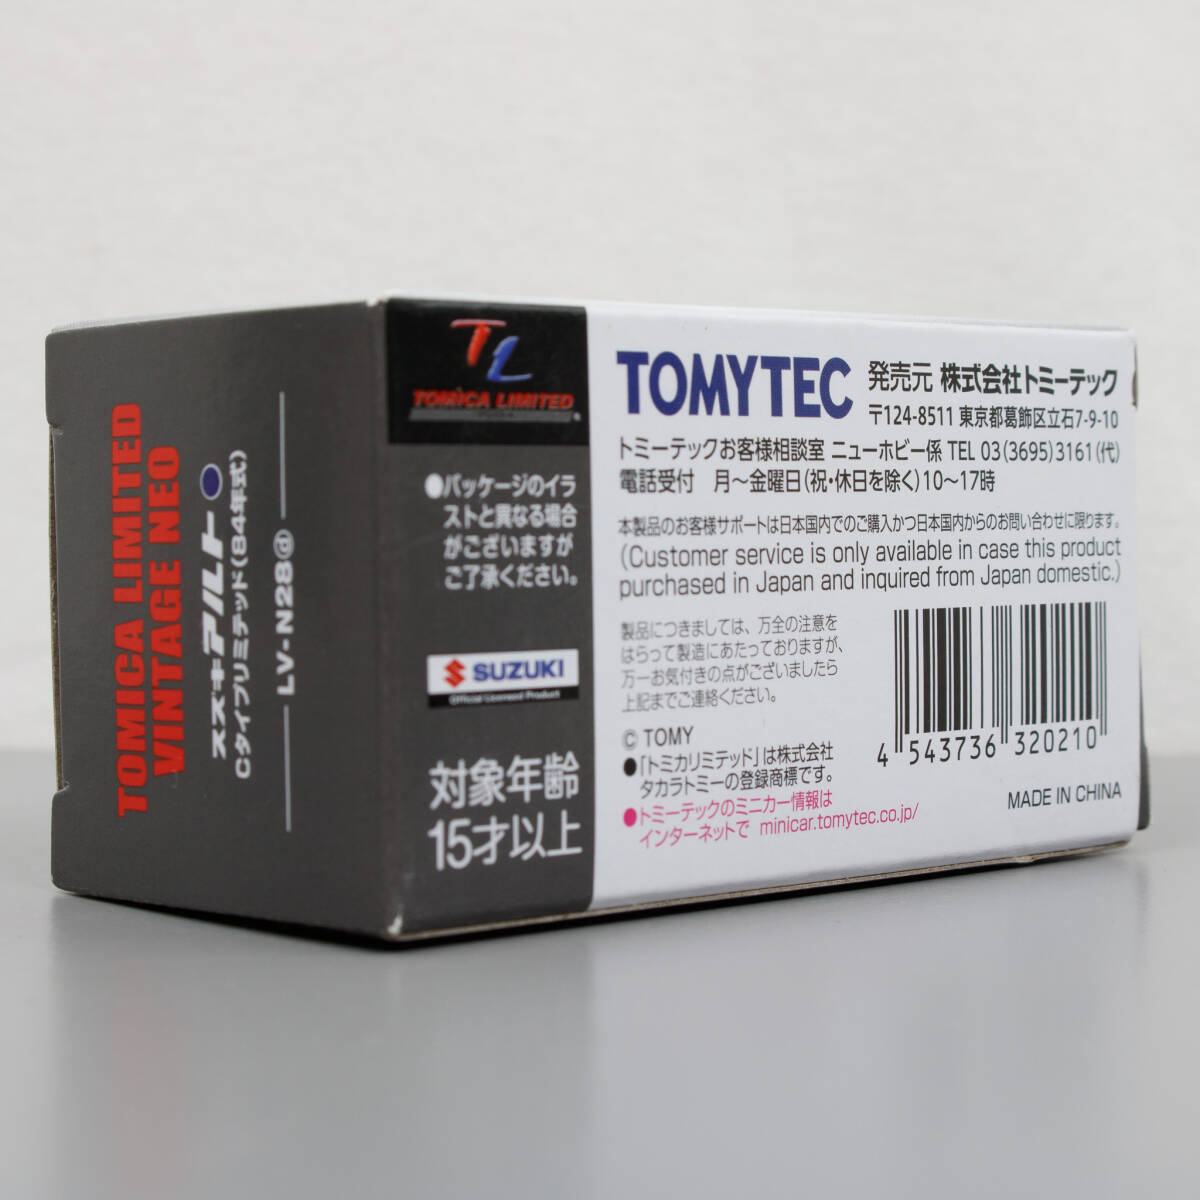 TOMICA LIMITED
VINTAGE NEO
スズキアルト
Cタイプリミテッド(84年式)
LV-N28ⓓ
TL
TOMICA LIMITED
●パッケージのイラ
ストと異なる場合
がございますが
ご了承ください。
SUZUKI
Official Licensed Product
対象年齢
15才以上
TOMYTEC 発売元 株式会社トミーテック
〒124-8511 東京都葛飾区立石7-9-10
トミーテックお客様相談室 ニューホビー係 TEL 03(3695)3161(代)
電話受付 月〜金曜日(祝・休日を除く)10〜17時
本製品のお客様サポートは日本国内でのご購入かつ日本国内からのお問い合わせに限ります。
(Customer service is only available in case this product
purchased in Japan and inquired from Japan domestic.)
製品につきましては、万全の注意を
はらって製造にあたっておりますが、
万一お気付きの点がございましたら
上記までご連絡ください。
© TOMY
●「トミカリミテッド」は株式会社
タカラトミーの登録商標です。
●トミーテックのミニカー情報は
インターネットで minicar.tomytec.co.jp/
4 543736 320210
MADE IN CHINA